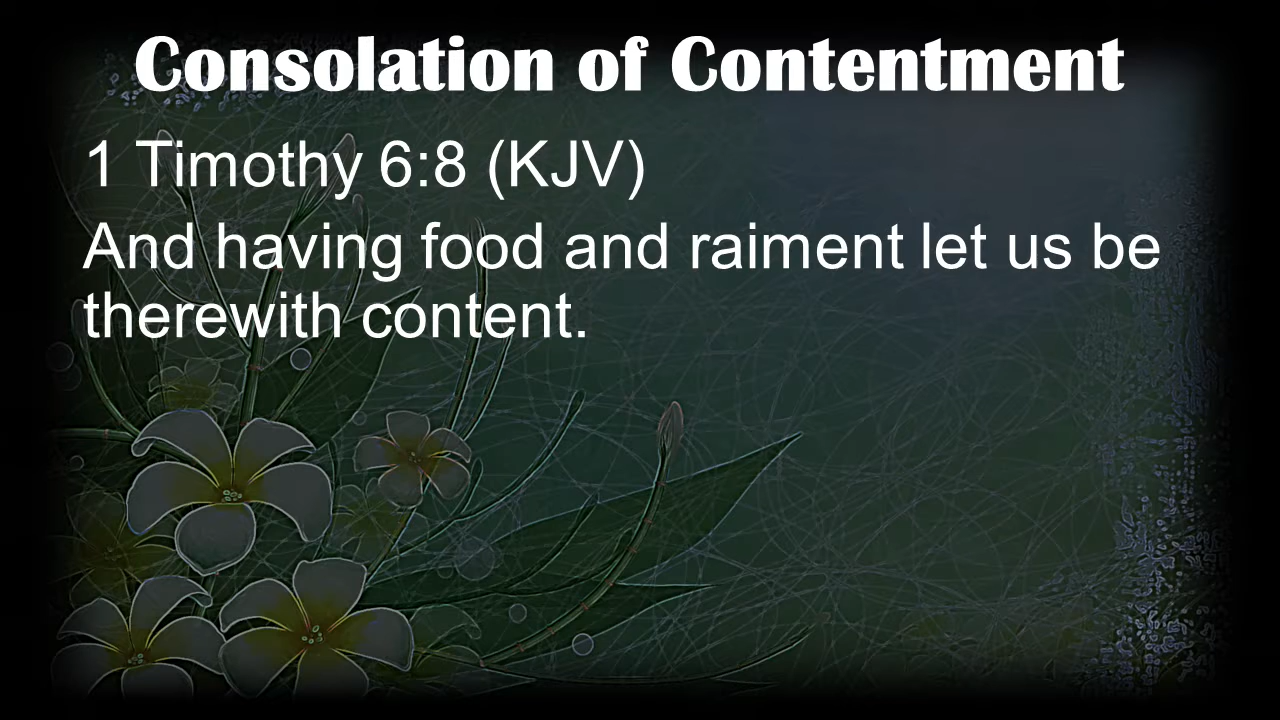 Consolation of Contentment
1 Timothy 6:8 (KJV)
And having food and raiment let us be
therewith content.